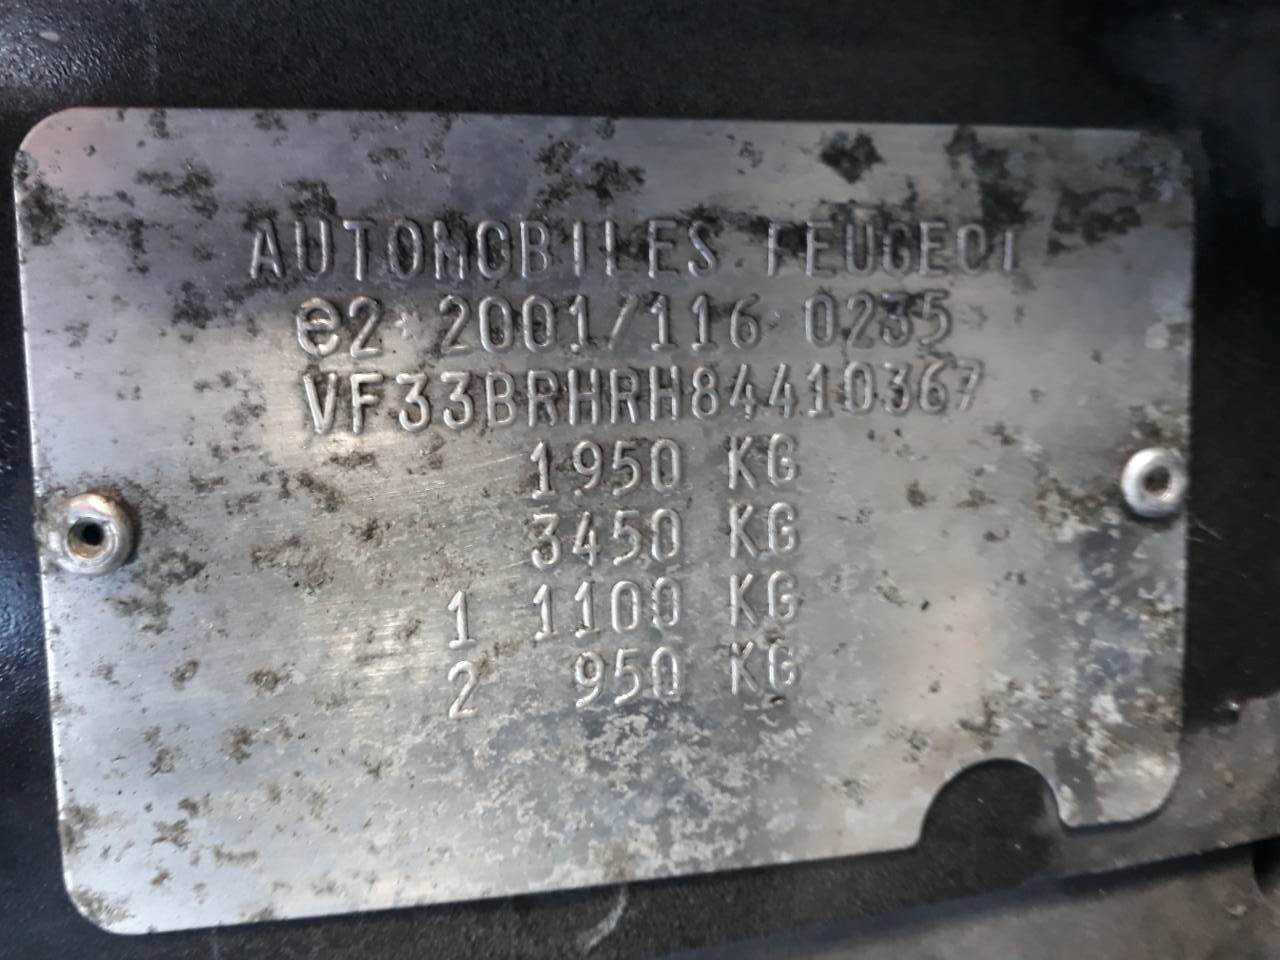 AUTOMOBILES PEUGEOT
e2 2001/116 0235
VF33BRHRH84410367
1950 KG
3450 KG
1 1100 KG
2 950 KG